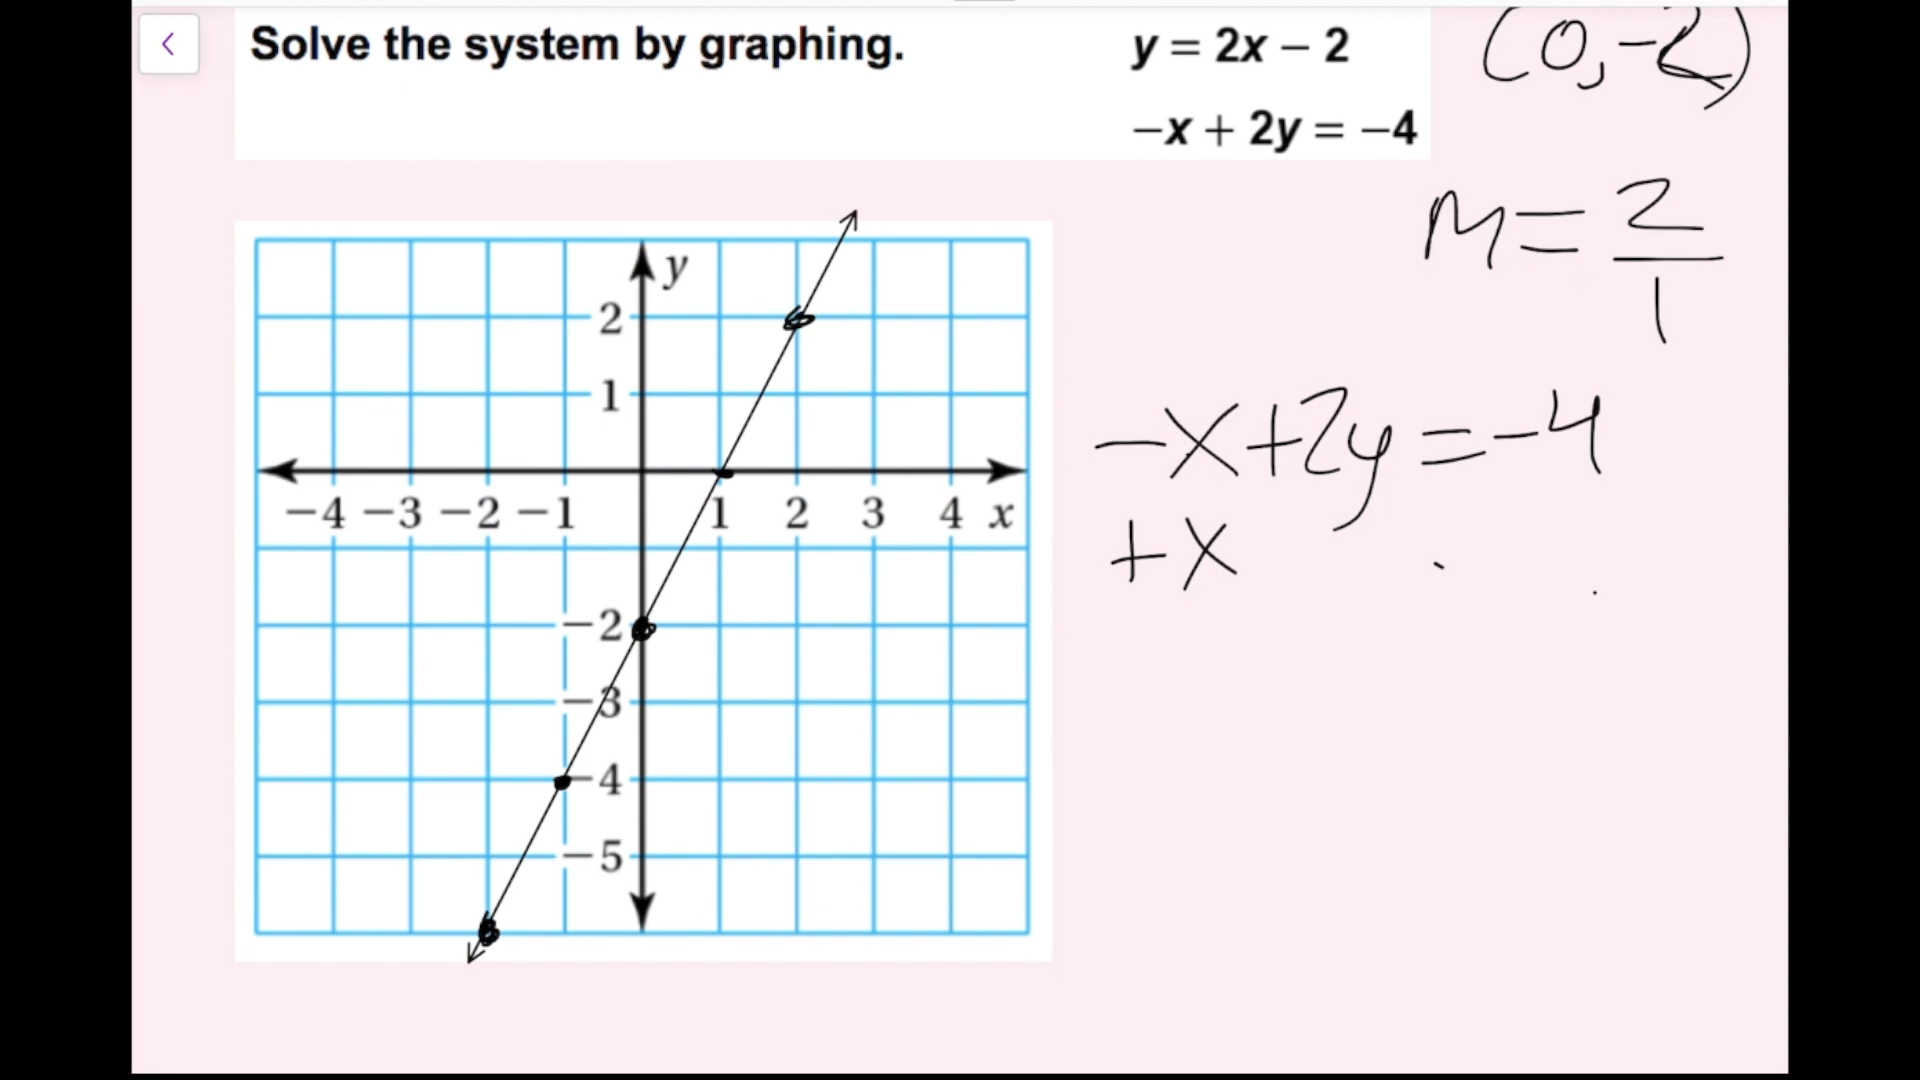 Solve the system by graphing.
y = 2x – 2
–x + 2y = –4
(0,-2)
M = 2/1
-x+2y=-4
+x
y
2
1
–4 –3 –2 –1 1 2 3 4 x
–2
–3
–4
–5